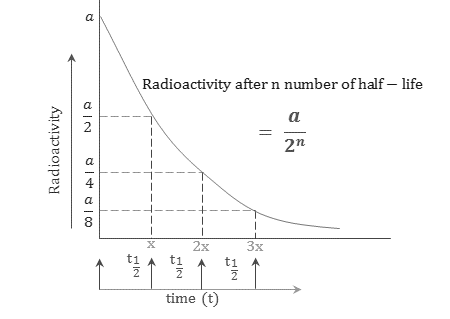 a
Radioactivity after n number of half – life
= a/2ⁿ
a/2
a/4
a/8
Radioactivity
x 2x 3x
t1/2 t1/2 t1/2
time (t)